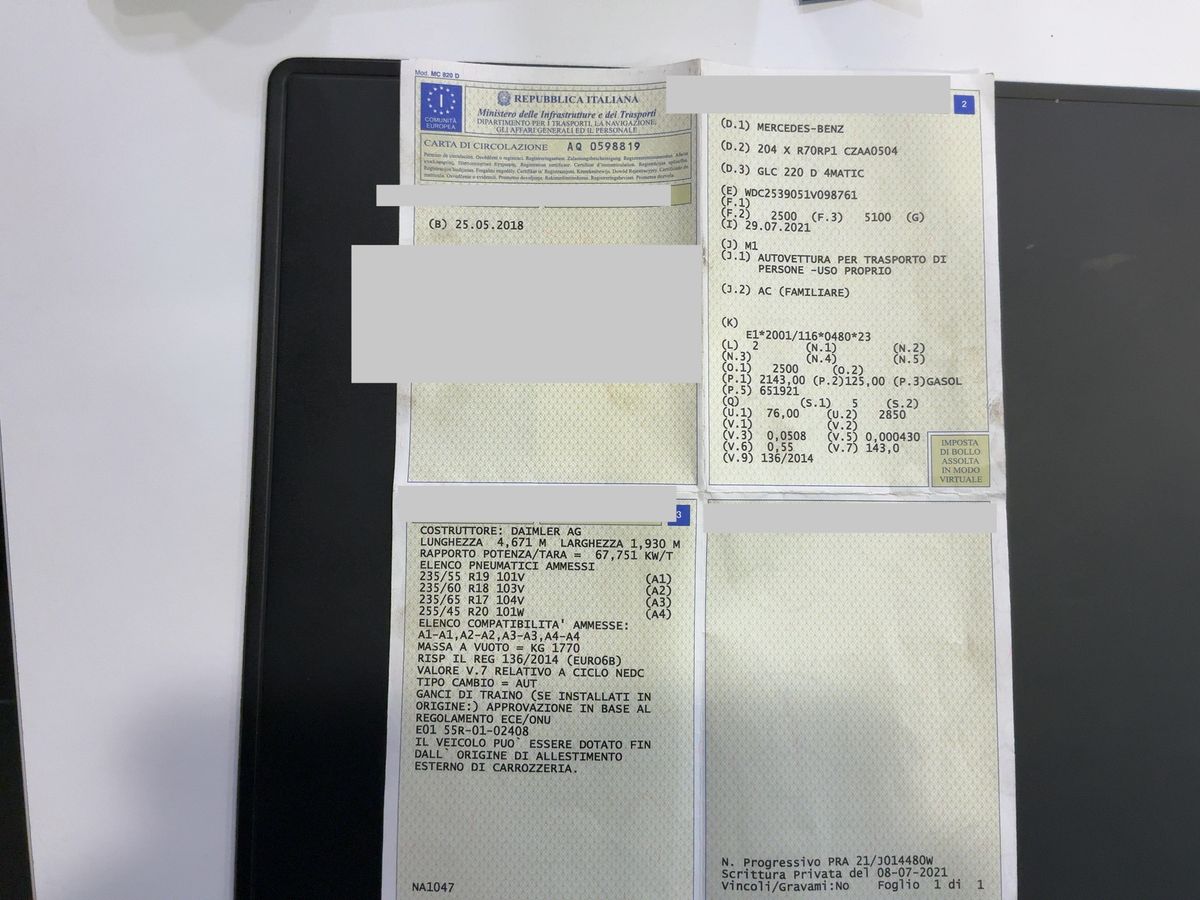 Mod. MC 820 D
I
COMUNITÀ
EUROPEA
REPUBBLICA ITALIANA
Ministero delle Infrastrutture e dei Trasporti
DIPARTIMENTO PER I TRASPORTI, LA NAVIGAZIONE,
GLI AFFARI GENERALI ED IL PERSONALE
CARTA DI CIRCOLAZIONE AQ 0598819
(B) 25.05.2018
2
(D.1) MERCEDES-BENZ
(D.2) 204 X R70RP1 CZAA0504
(D.3) GLC 220 D 4MATIC
(E) WDC2539051V098761
(F.1)
(F.2) 2500 (F.3) 5100 (G)
(I) 29.07.2021
(J) M1
(J.1) AUTOVETTURA PER TRASPORTO DI
PERSONE -USO PROPRIO
(J.2) AC (FAMILIARE)
(K)
E1*2001/116*0480*23
(L) 2 (N.1) (N.2)
(N.3) (N.4) (N.5)
(O.1) 2500 (O.2)
(P.1) 2143,00 (P.2)125,00 (P.3)GASOL
(P.5) 651921
(Q) (S.1) 5 (S.2)
(U.1) 76,00 (U.2) 2850
(V.1) (V.2)
(V.3) 0,0508 (V.5) 0,000430
(V.6) 0,55 (V.7) 143,0
(V.9) 136/2014
IMPOSTA
DI BOLLO
ASSOLTA
IN MODO
VIRTUALE
3
COSTRUTTORE: DAIMLER AG
LUNGHEZZA 4,671 M LARGHEZZA 1,930 M
RAPPORTO POTENZA/TARA = 67,751 KW/T
ELENCO PNEUMATICI AMMESSI
235/55 R19 101V (A1)
235/60 R18 103V (A2)
235/65 R17 104V (A3)
255/45 R20 101W (A4)
ELENCO COMPATIBILITA' AMMESSE:
A1-A1,A2-A2,A3-A3,A4-A4
MASSA A VUOTO = KG 1770
RISP IL REG 136/2014 (EURO6B)
VALORE V.7 RELATIVO A CICLO NEDC
TIPO CAMBIO = AUT
GANCI DI TRAINO (SE INSTALLATI IN
ORIGINE:) APPROVAZIONE IN BASE AL
REGOLAMENTO ECE/ONU
E01 55R-01-02408
IL VEICOLO PUO` ESSERE DOTATO FIN
DALL` ORIGINE DI ALLESTIMENTO
ESTERNO DI CARROZZERIA.
NA1047
N. Progressivo PRA 21/J014480W
Scrittura Privata del 08-07-2021
Vincoli/Gravami:No Foglio 1 di 1